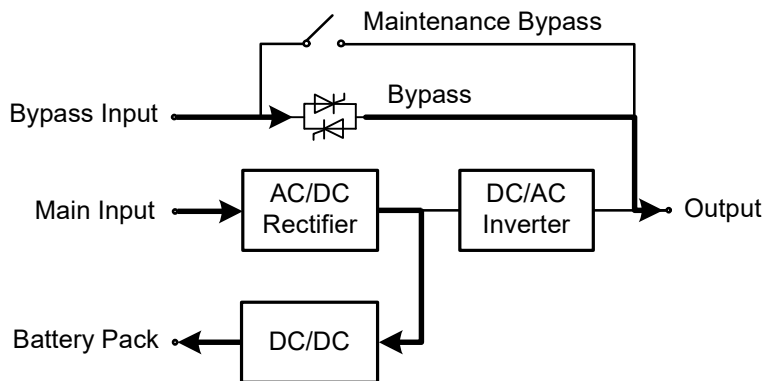 Maintenance Bypass
Bypass Input
Bypass
Main Input
AC/DC
Rectifier
DC/AC
Inverter
Output
Battery Pack
DC/DC